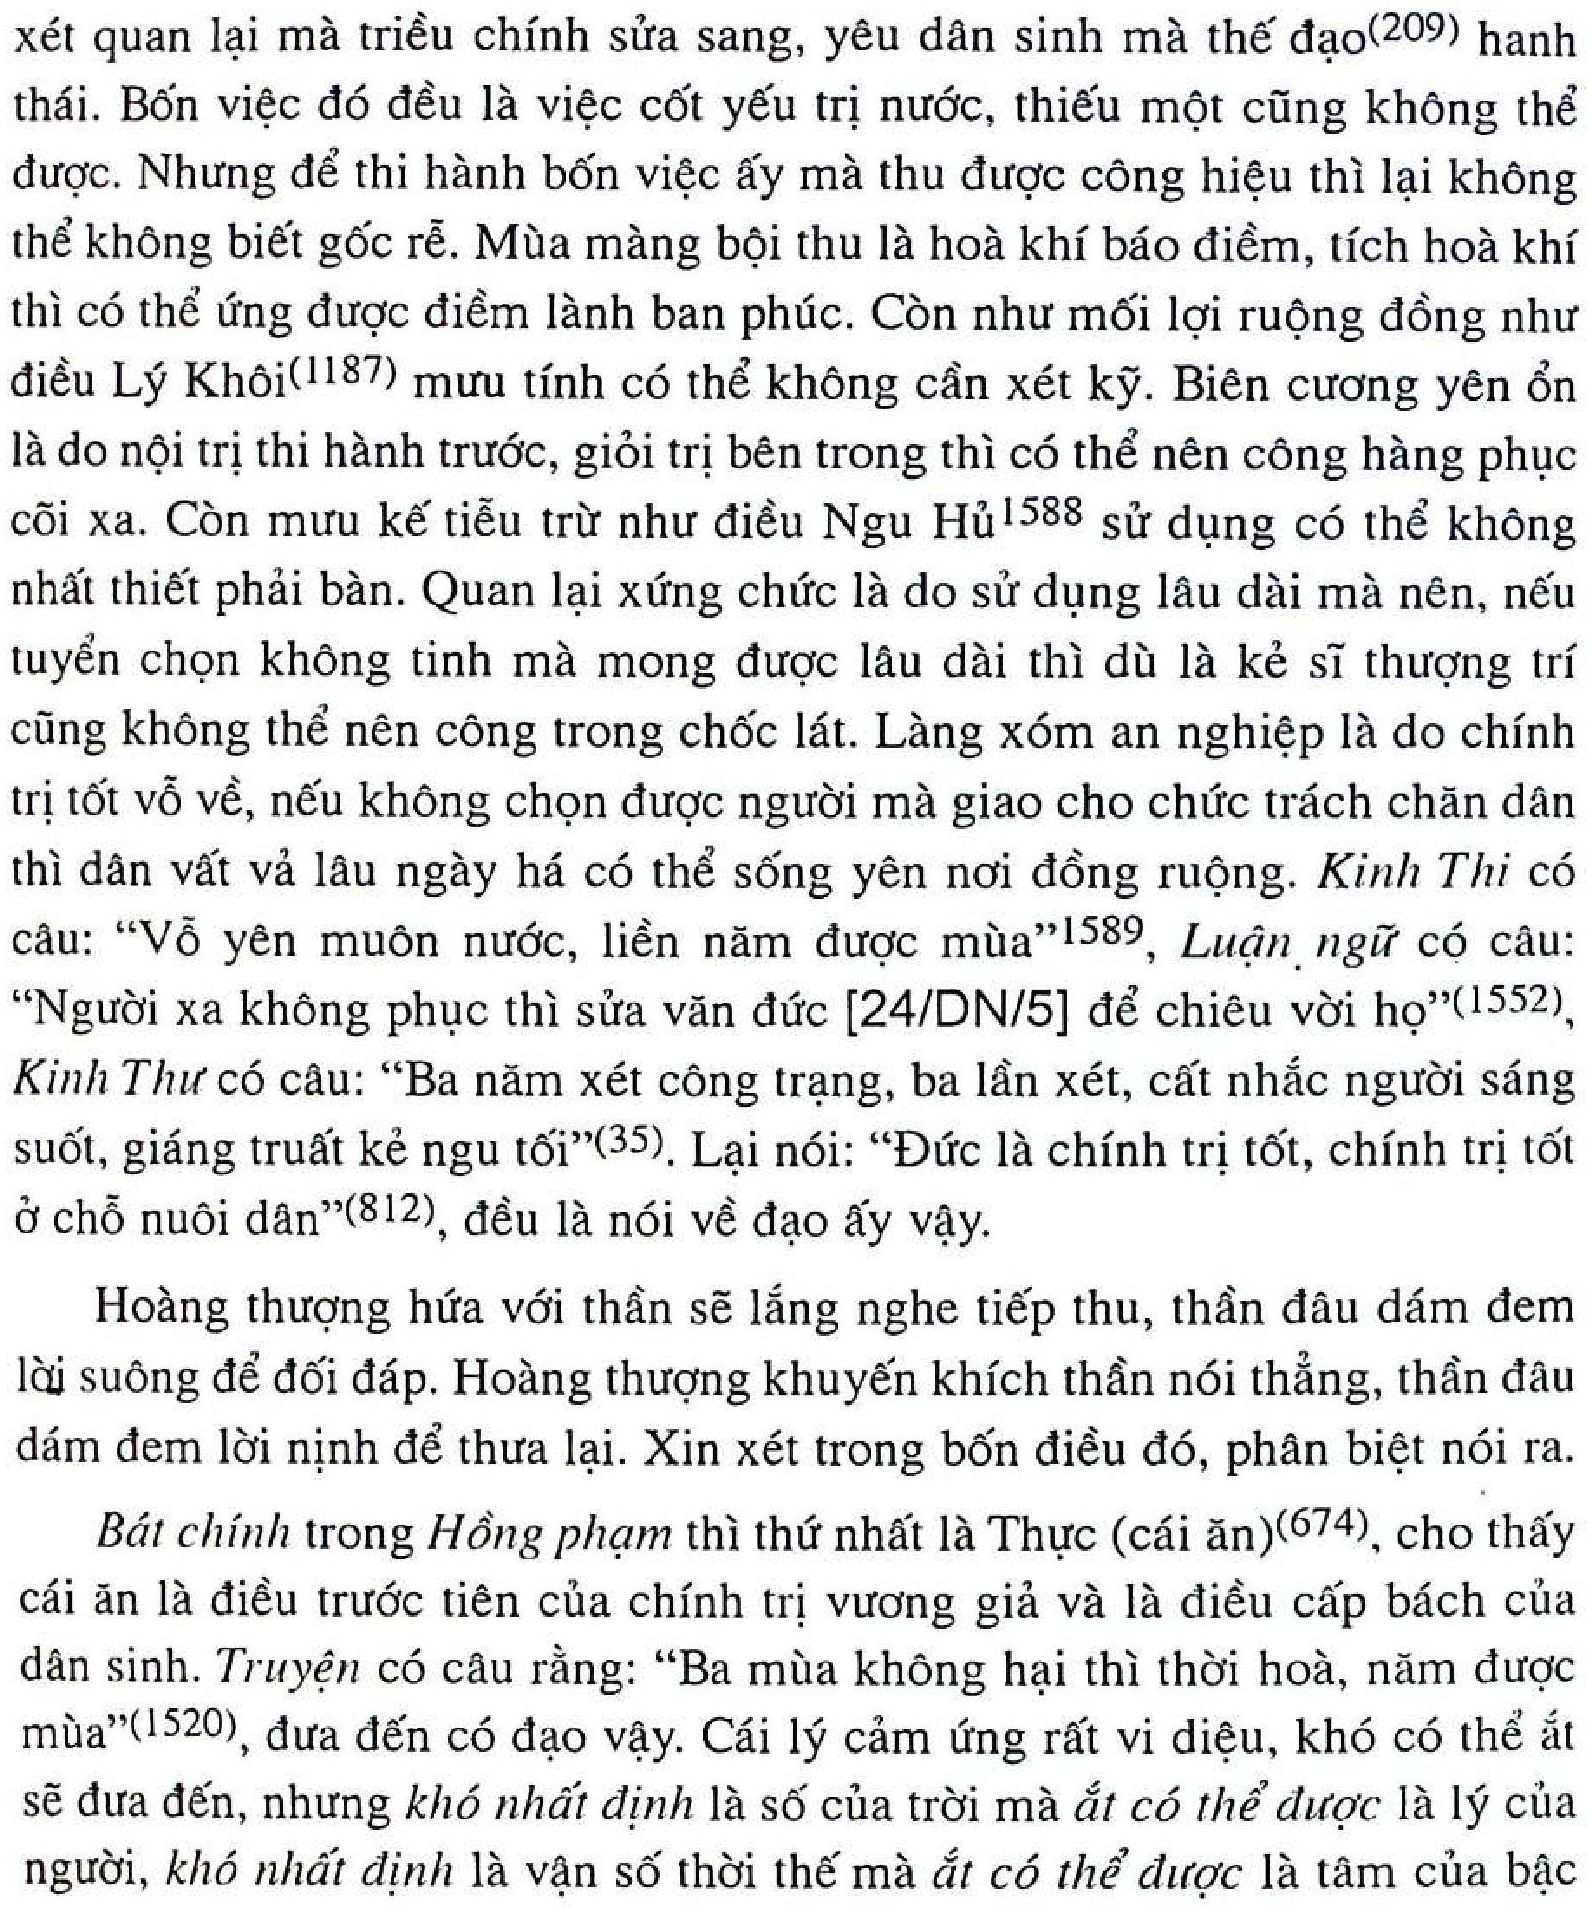 xét quan lại mà triều chính sửa sang, yêu dân sinh mà thế đạo(209) hanh
thái. Bốn việc đó đều là việc cốt yếu trị nước, thiếu một cũng không thể
được. Nhưng để thi hành bốn việc ấy mà thu được công hiệu thì lại không
thể không biết gốc rễ. Mùa màng bội thu là hoà khí báo điềm, tích hoà khí
thì có thể ứng được điềm lành ban phúc. Còn như mối lợi ruộng đồng như
điều Lý Khôi(1187) mưu tính có thể không cần xét kỹ. Biên cương yên ổn
là do nội trị thi hành trước, giỏi trị bên trong thì có thể nên công hàng phục
cõi xa. Còn mưu kế tiễu trừ như điều Ngu Hủ1588 sử dụng có thể không
nhất thiết phải bàn. Quan lại xứng chức là do sử dụng lâu dài mà nên, nếu
tuyển chọn không tinh mà mong được lâu dài thì dù là kẻ sĩ thượng trí
cũng không thể nên công trong chốc lát. Làng xóm an nghiệp là do chính
trị tốt vỗ về, nếu không chọn được người mà giao cho chức trách chăn dân
thì dân vất vả lâu ngày há có thể sống yên nơi đồng ruộng. Kinh Thi có
câu: “Vỗ yên muôn nước, liền năm được mùa”1589, Luận ngữ có câu:
“Người xa không phục thì sửa văn đức [24/DN/5] để chiêu vời họ”(1552),
Kinh Thư có câu: “Ba năm xét công trạng, ba lần xét, cất nhắc người sáng
suốt, giáng truất kẻ ngu tối”(35). Lại nói: “Đức là chính trị tốt, chính trị tốt
ở chỗ nuôi dân”(812), đều là nói về đạo ấy vậy.
Hoàng thượng hứa với thần sẽ lắng nghe tiếp thu, thần đâu dám đem
lời suông để đối đáp. Hoàng thượng khuyến khích thần nói thẳng, thần đâu
dám đem lời nịnh để thưa lại. Xin xét trong bốn điều đó, phân biệt nói ra.
Bát chính trong Hồng phạm thì thứ nhất là Thực (cái ăn)(674), cho thấy
cái ăn là điều trước tiên của chính trị vương giả và là điều cấp bách của
dân sinh. Truyện có câu rằng: “Ba mùa không hại thì thời hoà, năm được
mùa”(1520), đưa đến có đạo vậy. Cái lý cảm ứng rất vi diệu, khó có thể ắt
sẽ đưa đến, nhưng khó nhất định là số của trời mà ắt có thể được là lý của
người, khó nhất định là vận số thời thế mà ắt có thể được là tâm của bậc